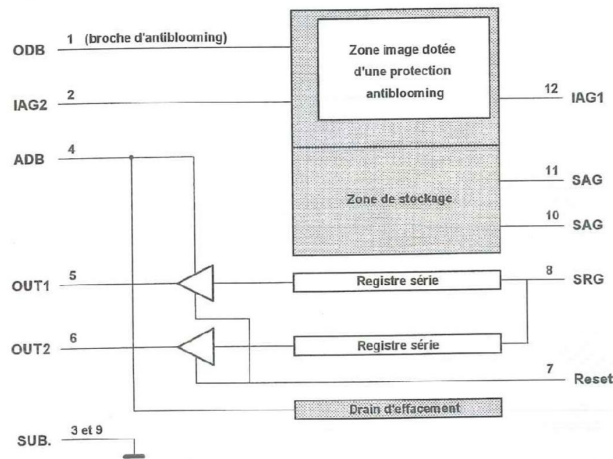 1 (broche d'antiblooming)
ODB
Zone image dotée
d'une protection
antiblooming
2
IAG2
12
IAG1
4
ADB
11
SAG
Zone de stockage
10
SAG
5
OUT1
Registre série
8
SRG
6
OUT2
Registre série
7
Reset
Drain d'effacement
3 et 9
SUB.